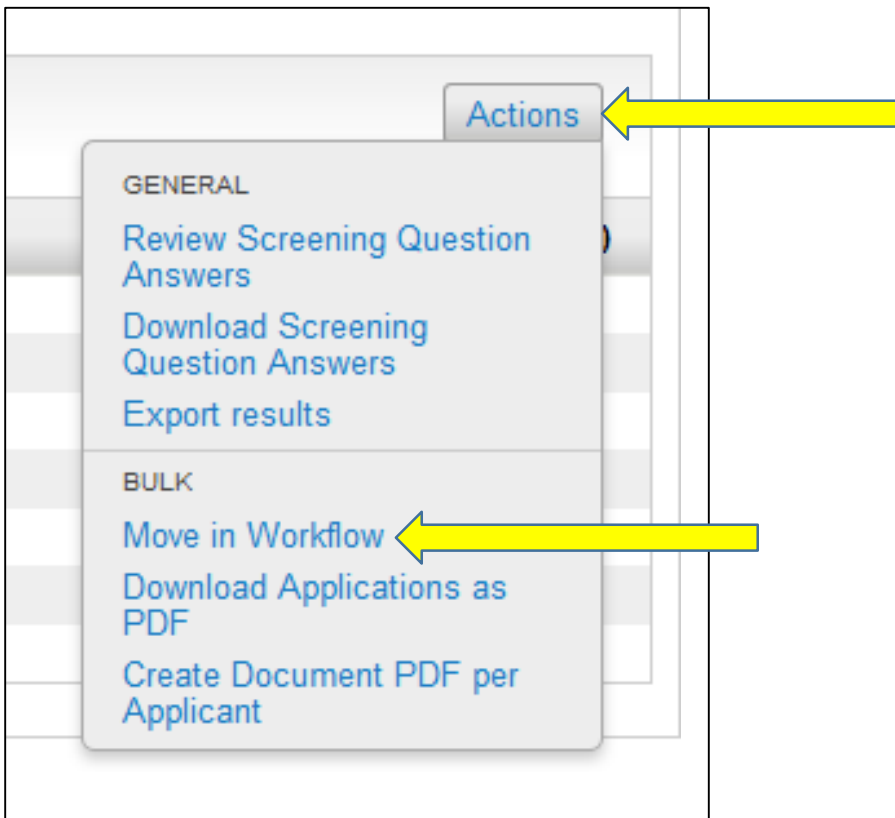 Actions
GENERAL
Review Screening Question
Answers
)
Download Screening
Question Answers
Export results
BULK
Move in Workflow
Download Applications as
PDF
Create Document PDF per
Applicant